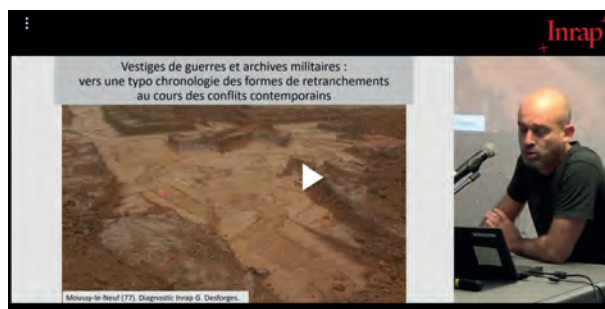 Inrap
Vestiges de guerres et archives militaires :
vers une typo chronologie des formes de retranchements
au cours des conflits contemporains
Moussy-le-Neuf (77). Diagnostic Inrap G. Desforges.